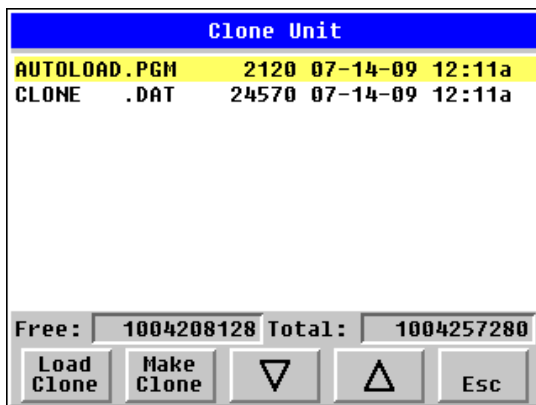 Clone Unit
AUTOLOAD.PGM 2120 07-14-09 12:11a
CLONE .DAT 24570 07-14-09 12:11a
Free: 1004208128 Total: 1004257280
Load Clone Make Clone Esc